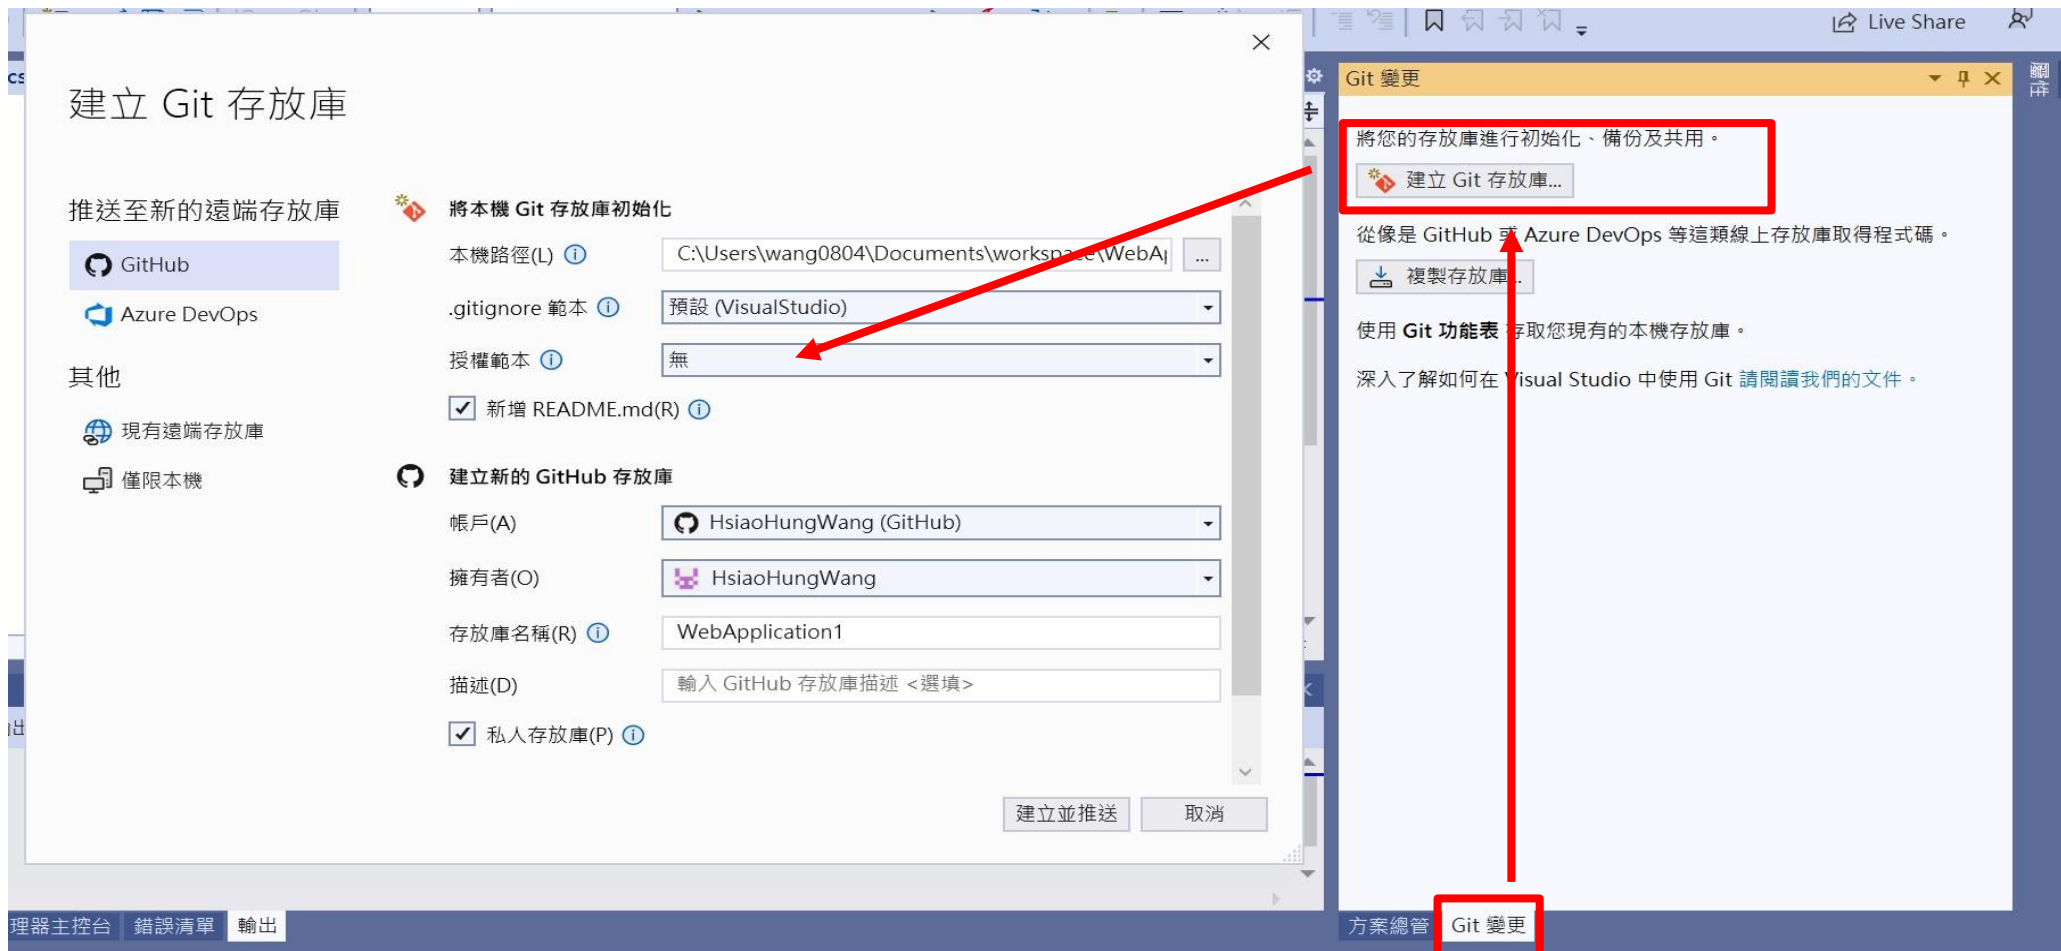 Live Share
cs
建立 Git 存放庫
推送至新的遠端存放庫
GitHub
Azure DevOps
其他
現有遠端存放庫
僅限本機
將本機 Git 存放庫初始化
本機路徑(L)
C:\Users\wang0804\Documents\workspace\WebAp
...
.gitignore 範本
預設 (VisualStudio)
授權範本
無
新增 README.md(R)
建立新的 GitHub 存放庫
帳戶(A)
HsiaoHungWang (GitHub)
擁有者(O)
HsiaoHungWang
存放庫名稱(R)
WebApplication1
描述(D)
輸入 GitHub 存放庫描述 <選填>
私人存放庫(P)
建立並推送
取消
Git 變更
將您的存放庫進行初始化、備份及共用。
建立 Git 存放庫...
從像是 GitHub 或 Azure DevOps 等這類線上存放庫取得程式碼。
複製存放庫...
使用 Git 功能表 存取您現有的本機存放庫。
深入了解如何在 Visual Studio 中使用 Git 請閱讀我們的文件。
屬性
理器主控台
錯誤清單
輸出
方案總管
Git 變更